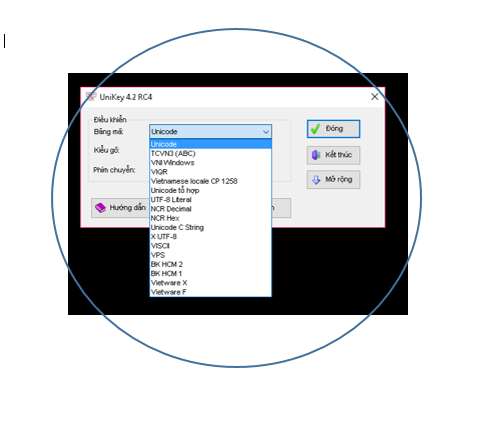 UniKey 4.2 RC4
Điều khiển
Bảng mã:
Unicode
Đóng
Kiểu gõ:
Kết thúc
Phím chuyển:
Mở rộng
Hướng dẫn
Unicode
TCVN3 (ABC)
VNI Windows
VIQR
Vietnamese locale CP 1258
Unicode tổ hợp
UTF-8 Literal
NCR Decimal
NCR Hex
Unicode C String
X UTF-8
VISCII
VPS
BK HCM 2
BK HCM 1
Vietware X
Vietware F